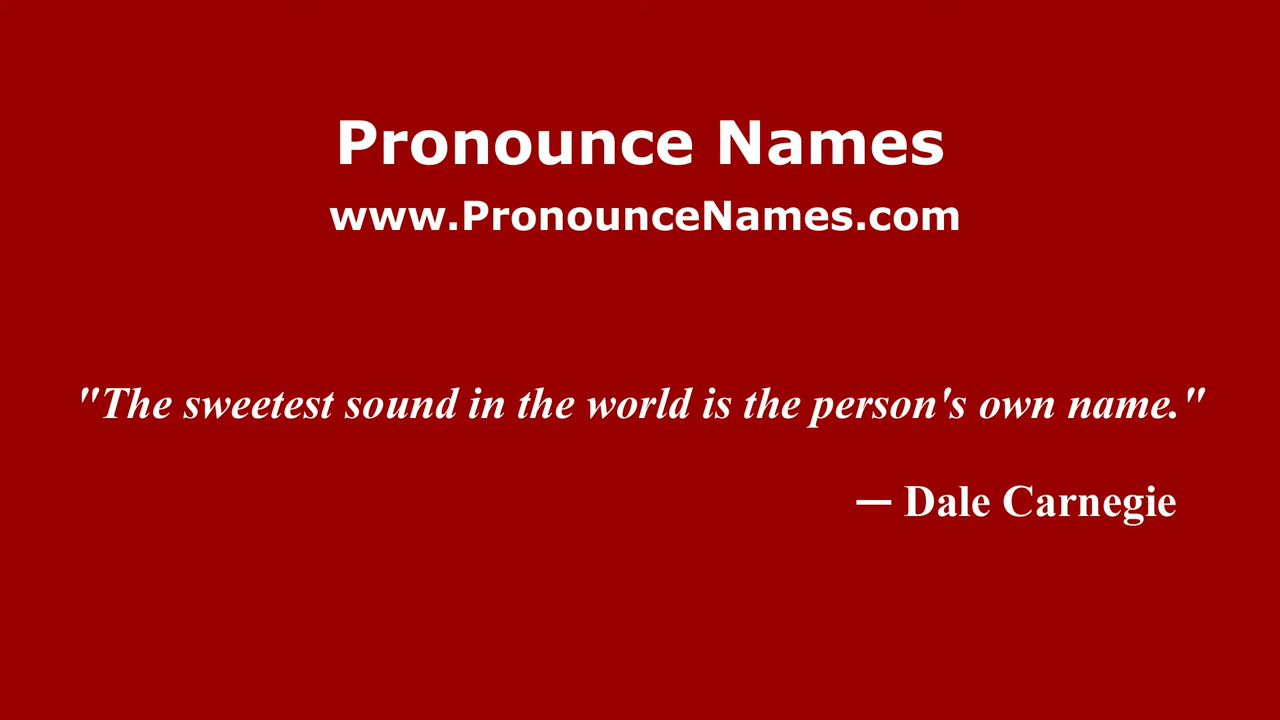 Pronounce Names
www.PronounceNames.com
"The sweetest sound in the world is the person's own name."
— Dale Carnegie